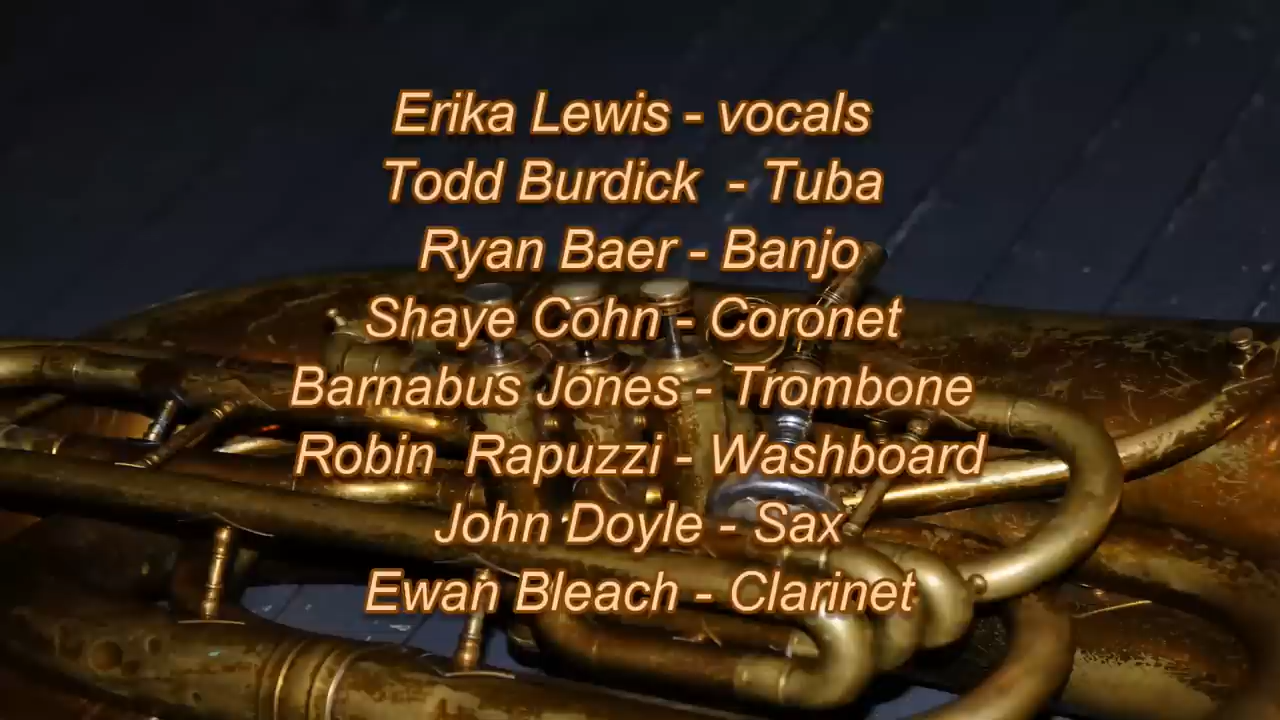 Erika Lewis - vocals
Todd Burdick - Tuba
Ryan Baer - Banjo
Shaye Cohn - Coronet
Barnabus Jones - Trombone
Robin Rapuzzi - Washboard
John Doyle - Sax
Ewan Bleach - Clarinet